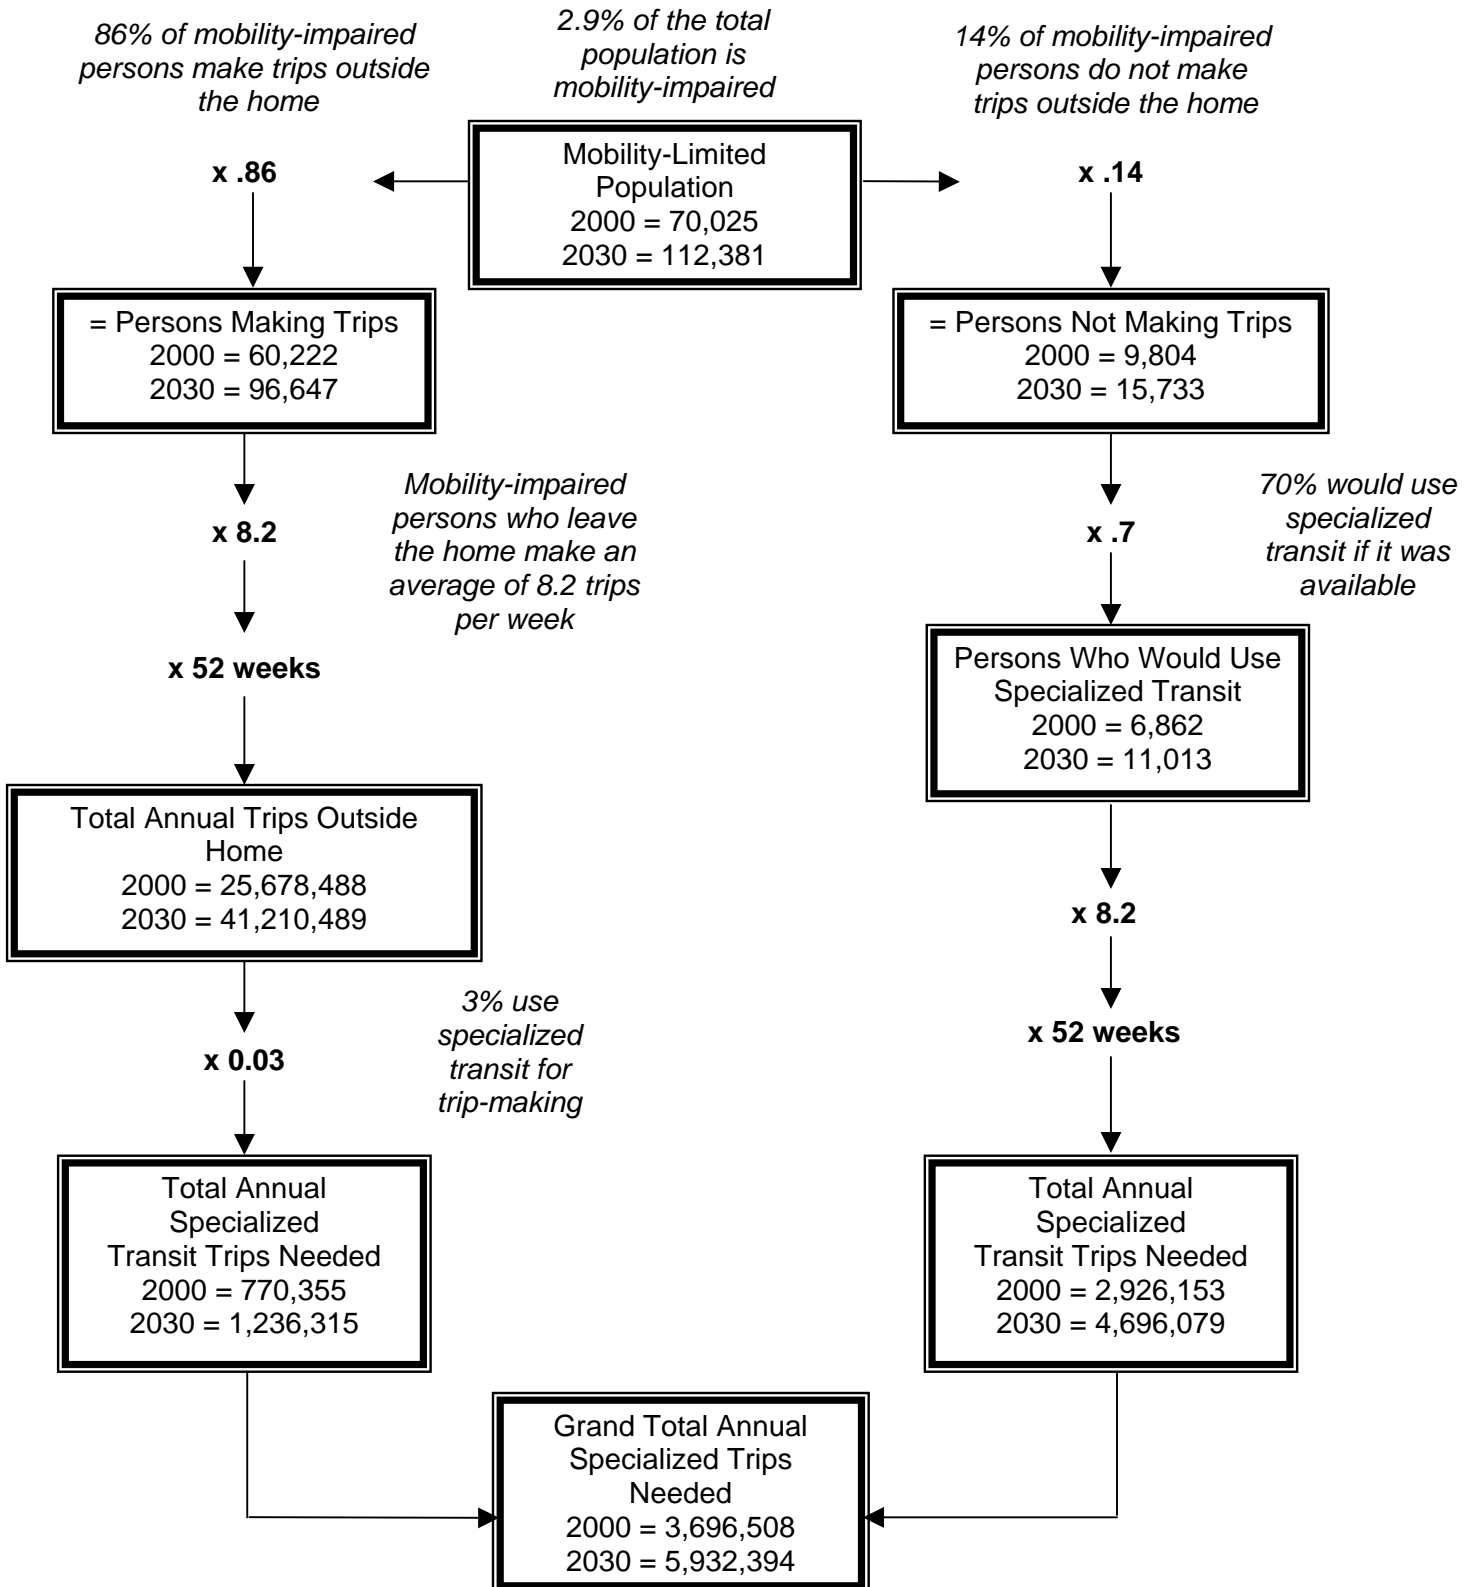 86% of mobility-impaired
persons make trips outside
the home
2.9% of the total
population is
mobility-impaired
14% of mobility-impaired
persons do not make
trips outside the home
x .86
Mobility-Limited
Population
2000 = 70,025
2030 = 112,381
x .14
= Persons Making Trips
2000 = 60,222
2030 = 96,647
= Persons Not Making Trips
2000 = 9,804
2030 = 15,733
x 8.2
Mobility-impaired
persons who leave
the home make an
average of 8.2 trips
per week
x .7
70% would use
specialized
transit if it was
available
x 52 weeks
Persons Who Would Use
Specialized Transit
2000 = 6,862
2030 = 11,013
Total Annual Trips Outside
Home
2000 = 25,678,488
2030 = 41,210,489
x 8.2
x 0.03
3% use
specialized
transit for
trip-making
x 52 weeks
Total Annual
Specialized
Transit Trips Needed
2000 = 770,355
2030 = 1,236,315
Total Annual
Specialized
Transit Trips Needed
2000 = 2,926,153
2030 = 4,696,079
Grand Total Annual
Specialized Trips
Needed
2000 = 3,696,508
2030 = 5,932,394